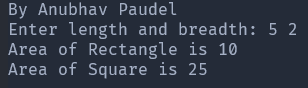 By Anubhav Paudel
Enter length and breadth: 5 2
Area of Rectangle is 10
Area of Square is 25